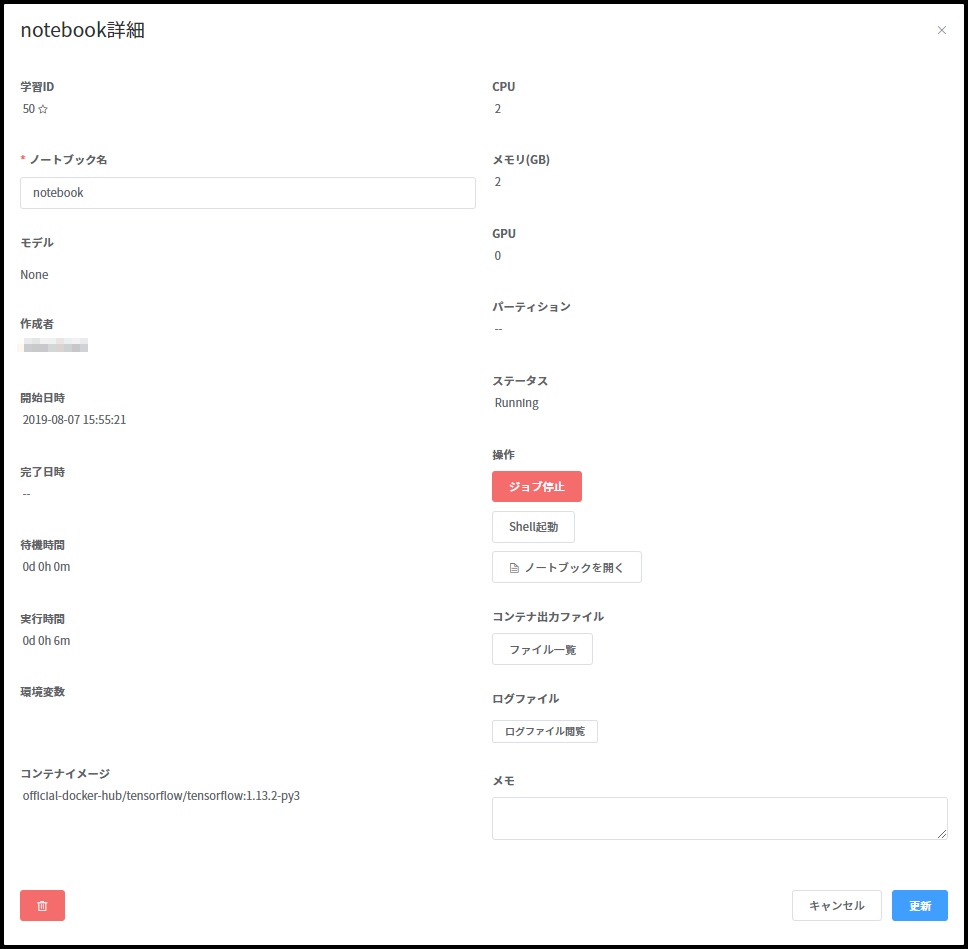 notebook詳細
学習ID
50
* ノートブック名
notebook
モデル
None
作成者
開始日時
2019-08-07 15:55:21
完了日時
--
待機時間
0d 0h 0m
実行時間
0d 0h 6m
環境変数
コンテナイメージ
official-docker-hub/tensorflow/tensorflow:1.13.2-py3
CPU
2
メモリ(GB)
2
GPU
0
パーティション
--
ステータス
Running
操作
ジョブ停止
Shell起動
ノートブックを開く
コンテナ出力ファイル
ファイル一覧
ログファイル
ログファイル閲覧
メモ
キャンセル
更新